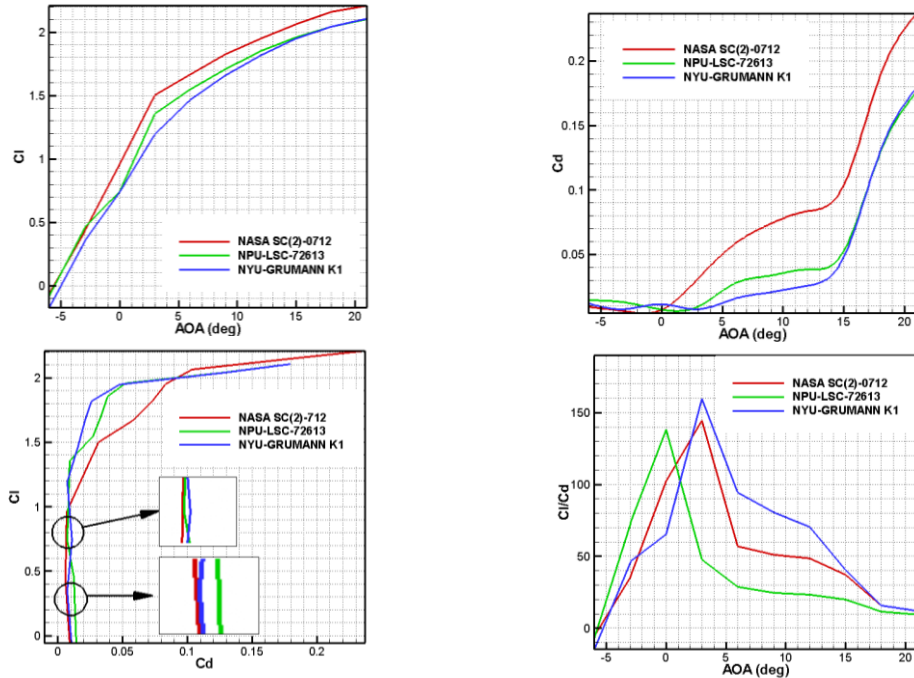 2
1.5
1
0.5
0
Cl
-5 0 5 10 15 20
AOA (deg)
NASA SC(2)-0712
NPU-LSC-72613
NYU-GRUMANN K1
0.2
0.15
0.1
0.05
Cd
-5 0 5 10 15 20
AOA (deg)
NASA SC(2)-0712
NPU-LSC-72613
NYU-GRUMANN K1
2
1.5
1
0.5
0
Cl
0 0.05 0.1 0.15 0.2
Cd
NASA SC(2)-712
NPU-LSC-72613
NYU-GRUMANN K1
150
100
50
0
Cl/Cd
-5 0 5 10 15 20
AOA (deg)
NASA SC(2)-0712
NPU-LSC-72613
NYU-GRUMANN K1